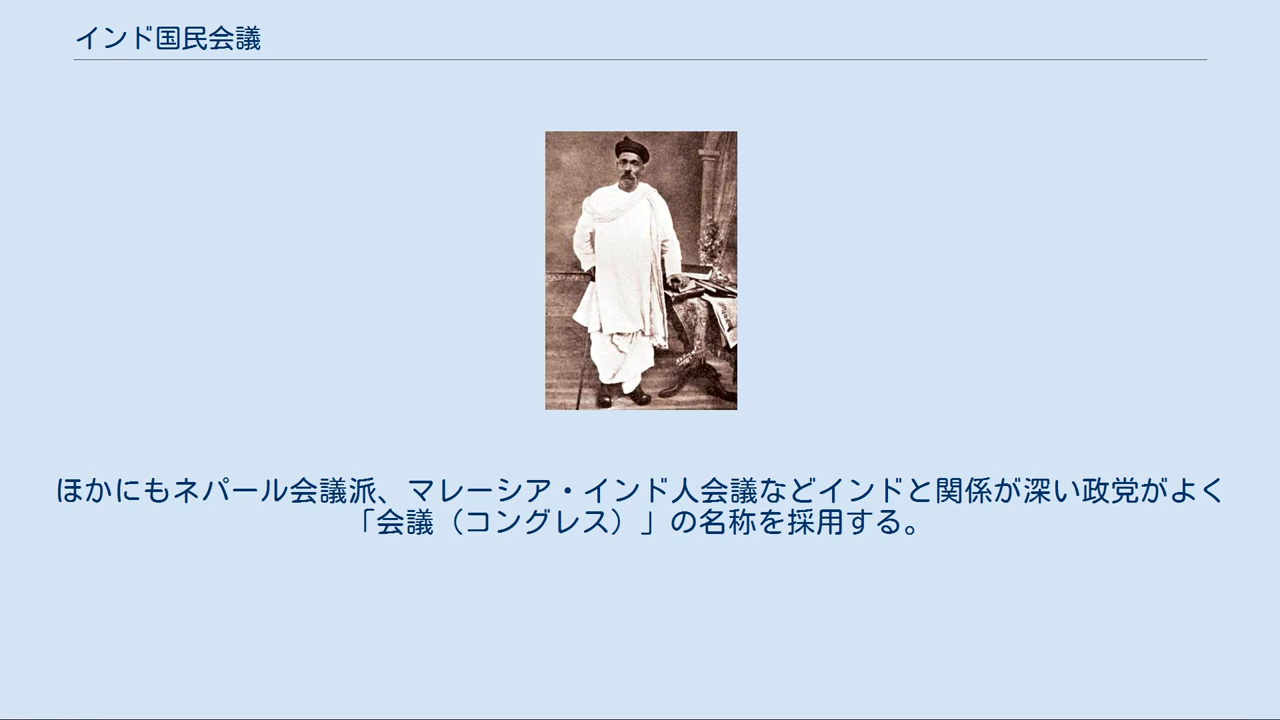 インド国民会議
ほかにもネパール会議派、マレーシア・インド人会議などインドと関係が深い政党がよく
「会議（コングレス）」の名称を採用する。